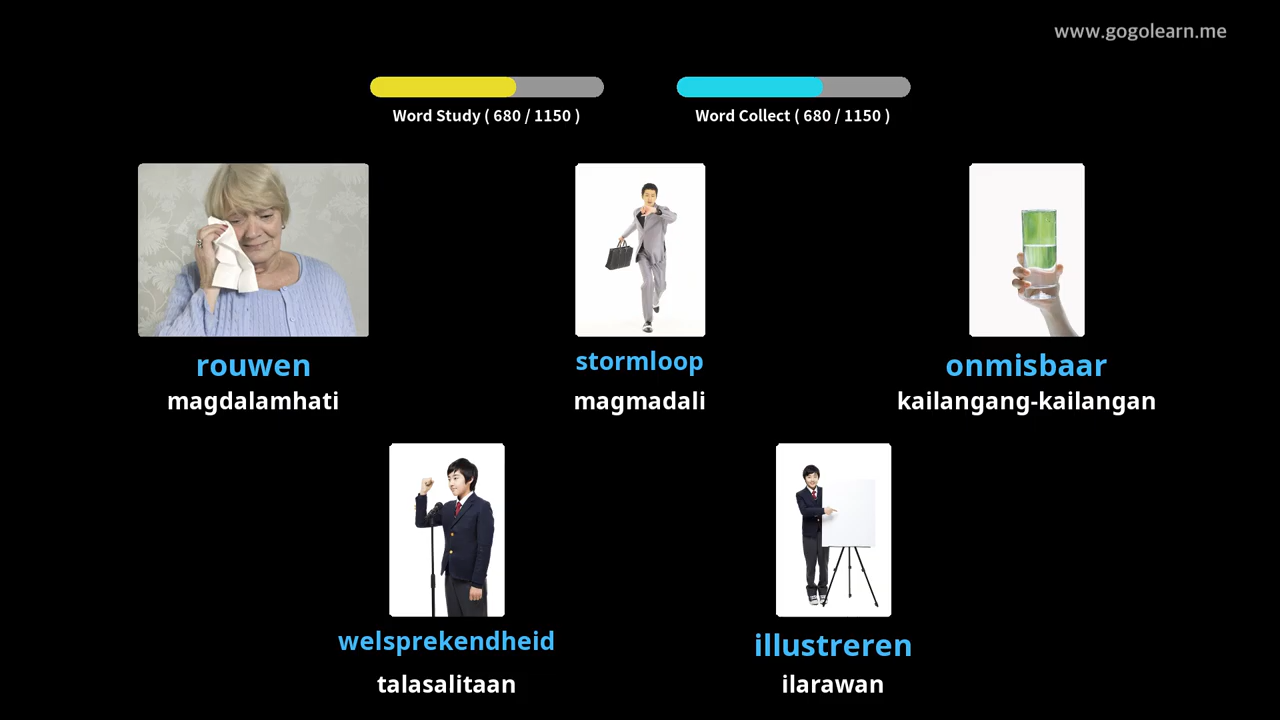 www.gogolearn.me
Word Study ( 680 / 1150 )
Word Collect ( 680 / 1150 )
rouwen
magdalamhati
stormloop
magmadali
onmisbaar
kailangang-kailangan
welsprekendheid
talasalitaan
illustreren
ilarawan